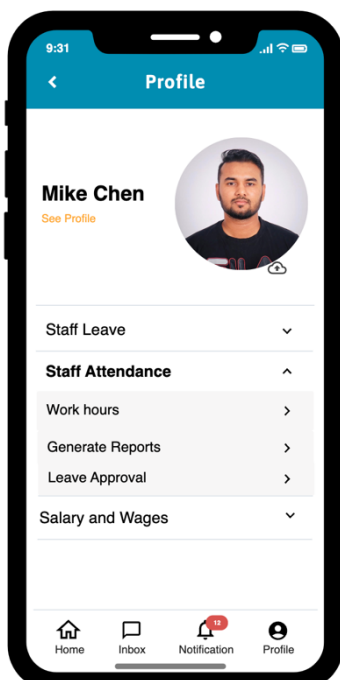 9:31
Profile
Mike Chen
See Profile
Staff Leave
Staff Attendance
Work hours
Generate Reports
Leave Approval
Salary and Wages
12
Home Inbox Notification Profile